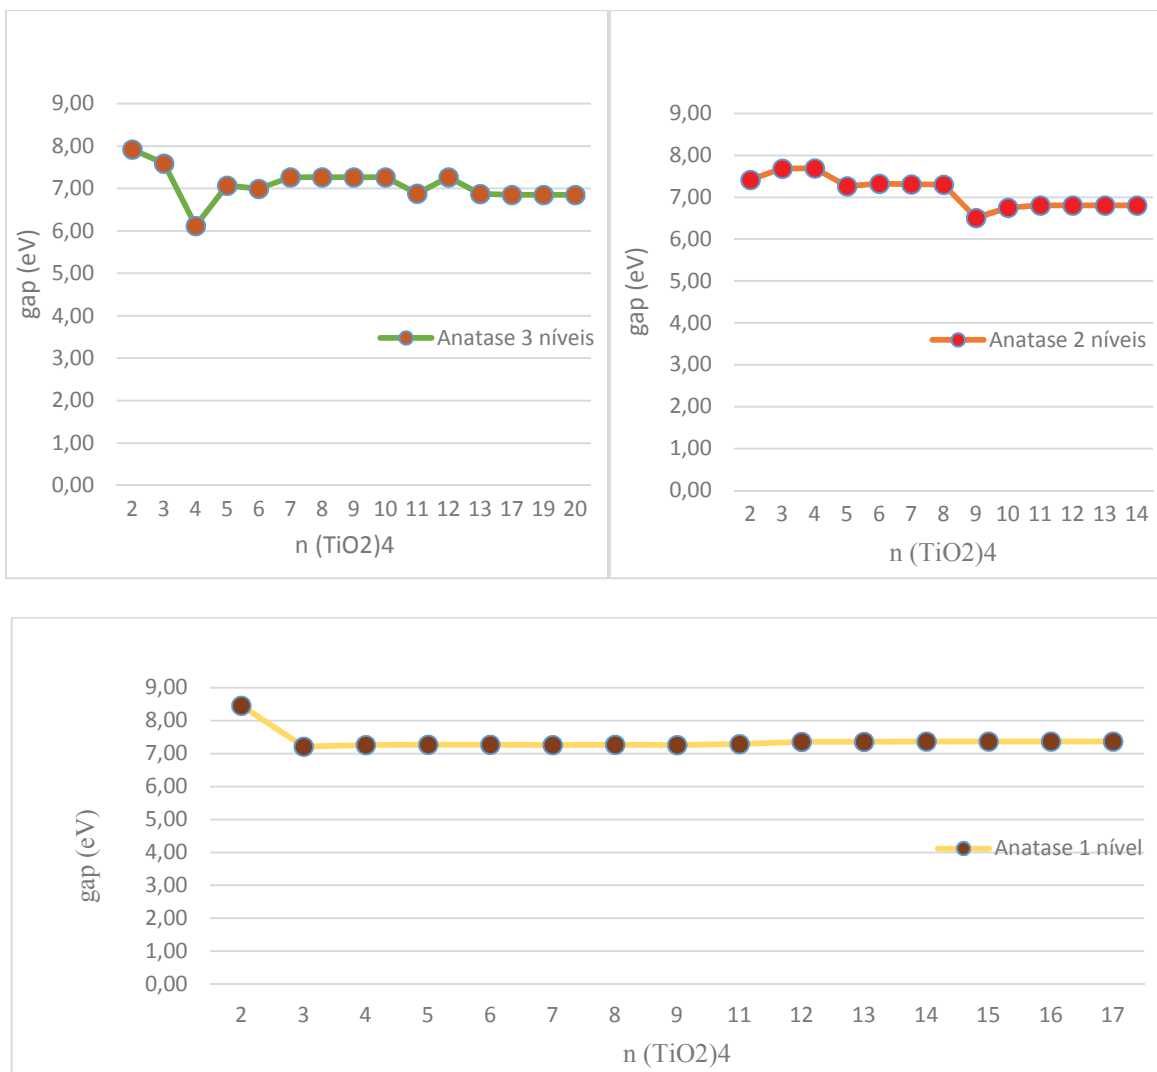 9,00
8,00
7,00
6,00
5,00
4,00
3,00
2,00
1,00
0,00
gap (eV)
Anatase 3 níveis
2 3 4 5 6 7 8 9 10 11 12 13 17 19 20
n (TiO2)4
9,00
8,00
7,00
6,00
5,00
4,00
3,00
2,00
1,00
0,00
gap (eV)
Anatase 2 níveis
2 3 4 5 6 7 8 9 10 11 12 13 14
n (TiO2)4
9,00
8,00
7,00
6,00
5,00
4,00
3,00
2,00
1,00
0,00
gap (eV)
Anatase 1 nível
2 3 4 5 6 7 8 9 11 12 13 14 15 16 17
n (TiO2)4